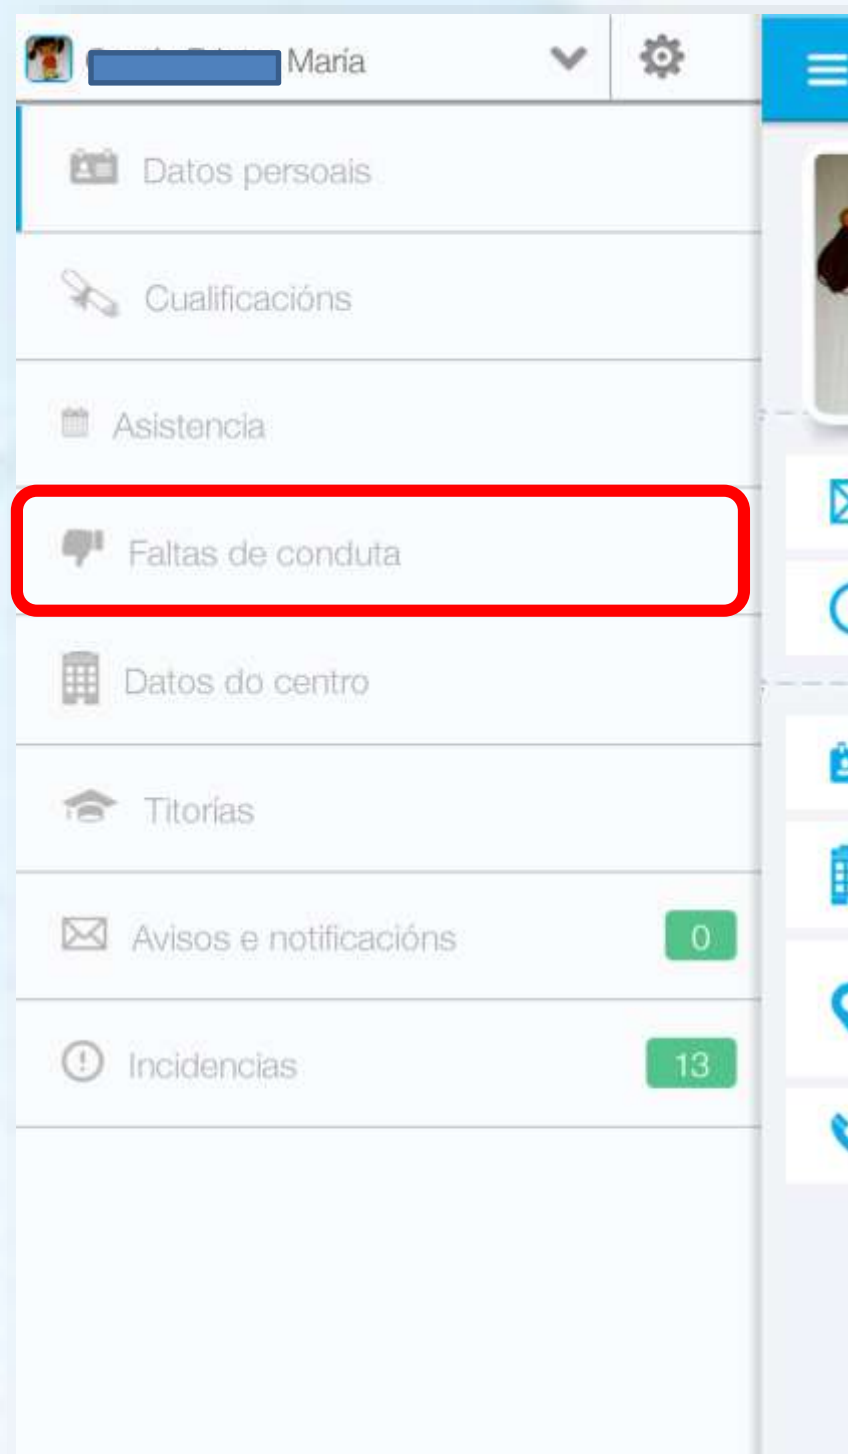 María
Datos persoais
Cualificacións
Asistencia
Faltas de conduta
Datos do centro
Titorías
Avisos e notificacións 0
Incidencias 13